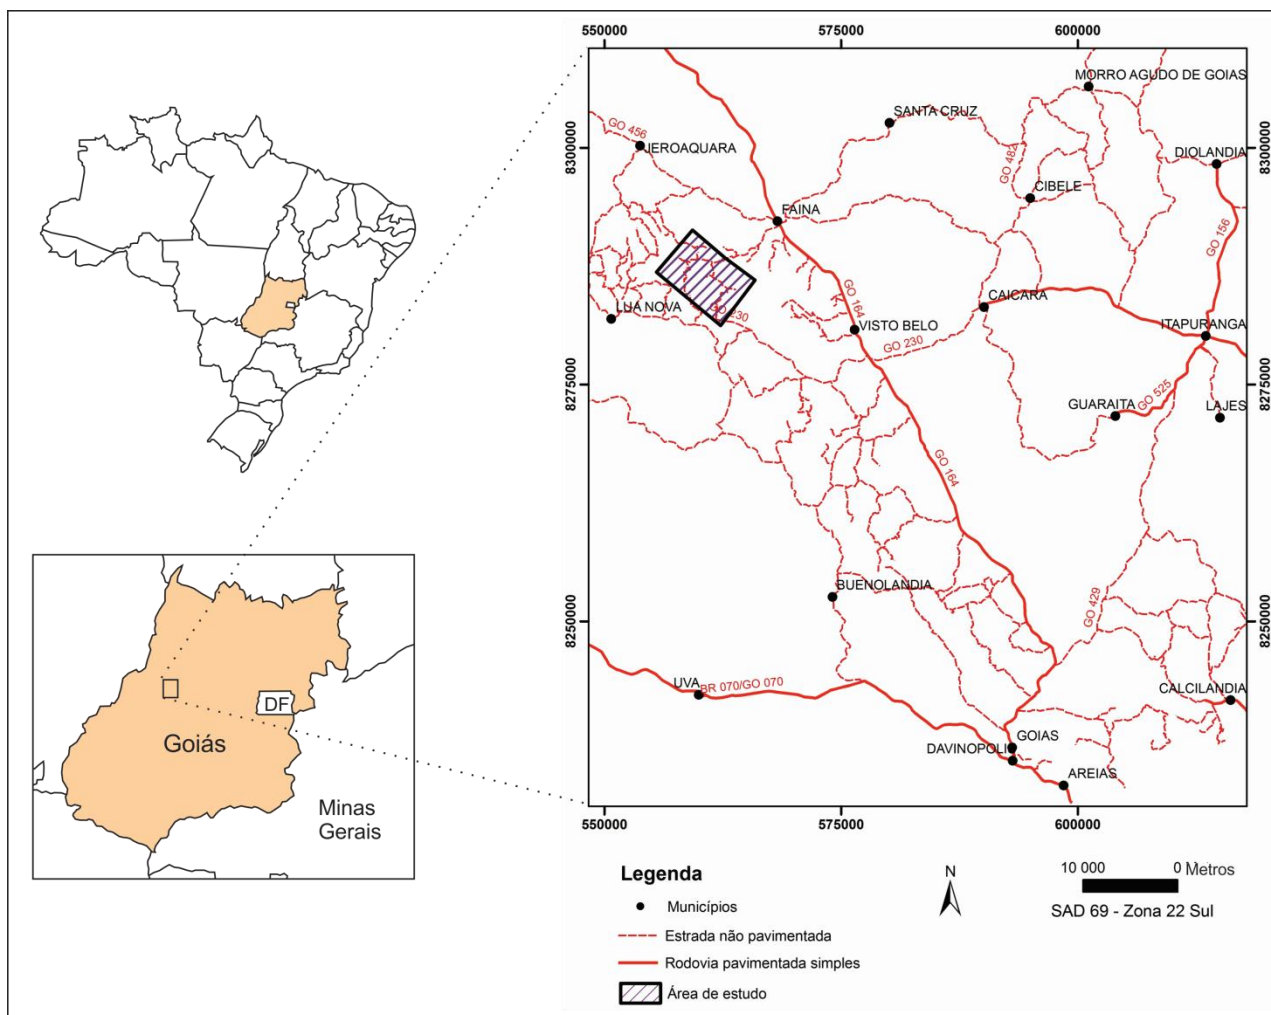 550000
575000
600000
MORRO AGUDO DE GOIAS
SANTA CRUZ
GO 456
JEROAQUARA
8300000
8300000
DIOLANDIA
GO 482
CIBELE
FAINA
GO 156
GO 164
CAICARA
LUA NOVA
GO 230
VISTO BELO
ITAPURANGA
GO 230
8275000
8275000
GUARAITA
GO 525
LAJES
GO 164
BUENOLANDIA
GO 429
8250000
8250000
UVA
BR 070/GO 070
CALCILANDIA
GOIAS
DAVINOPOLI
AREIAS
550000
575000
600000
DF
Goiás
Minas
Gerais
Legenda
Municípios
Estrada não pavimentada
Rodovia pavimentada simples
Área de estudo
N
10 000
0 Metros
SAD 69 - Zona 22 Sul